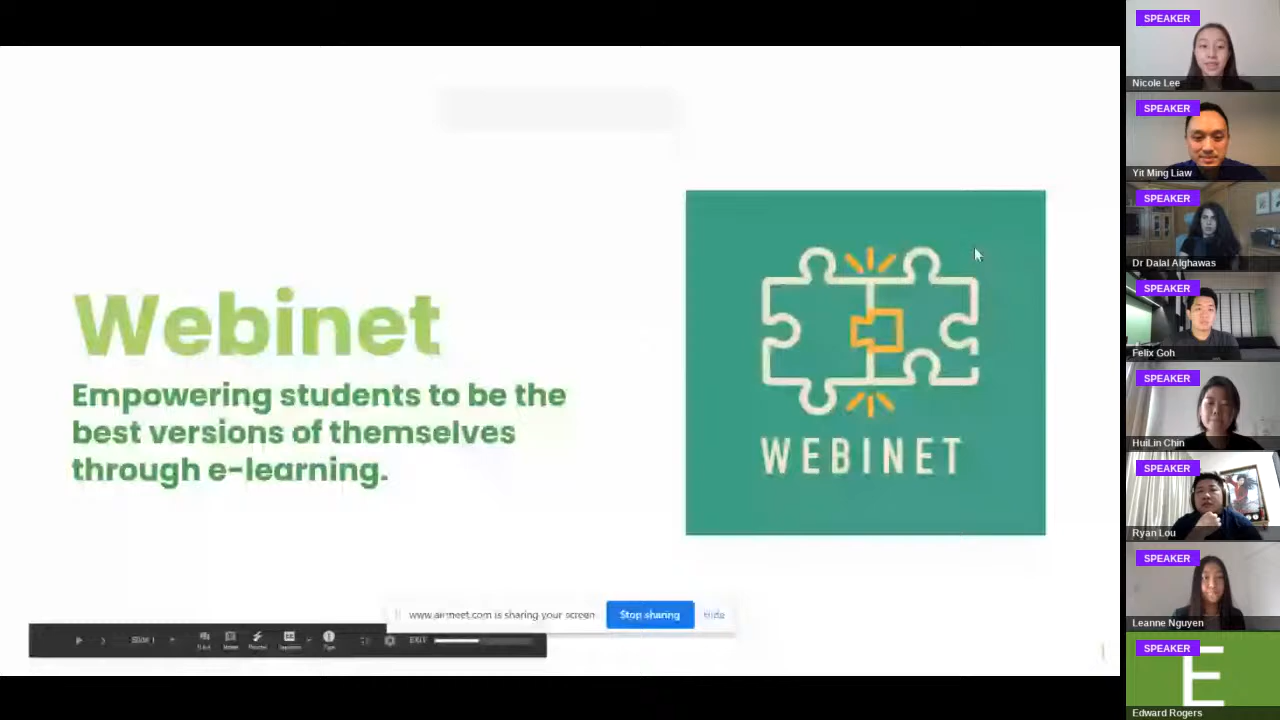 Webinet
Empowering students to be the
best versions of themselves
through e-learning.
WEBINET
www.airmeet.com is sharing your screen
Stop sharing
Hide
EXIT
SPEAKER
Nicole Lee
SPEAKER
Yit Ming Liaw
SPEAKER
Dr Dalal Alghawas
SPEAKER
Felix Goh
SPEAKER
HuiLin Chin
SPEAKER
Ryan Lou
SPEAKER
Leanne Nguyen
SPEAKER
E
Edward Rogers